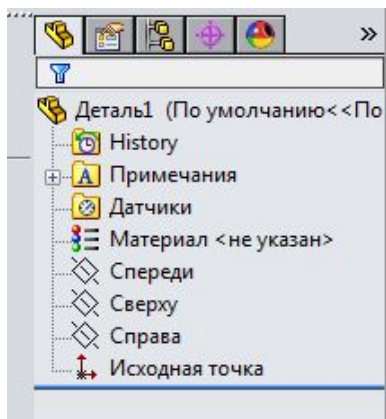 »
Деталь1 (По умолчанию<<По
History
Примечания
Датчики
Материал <не указан>
Спереди
Сверху
Справа
Исходная точка